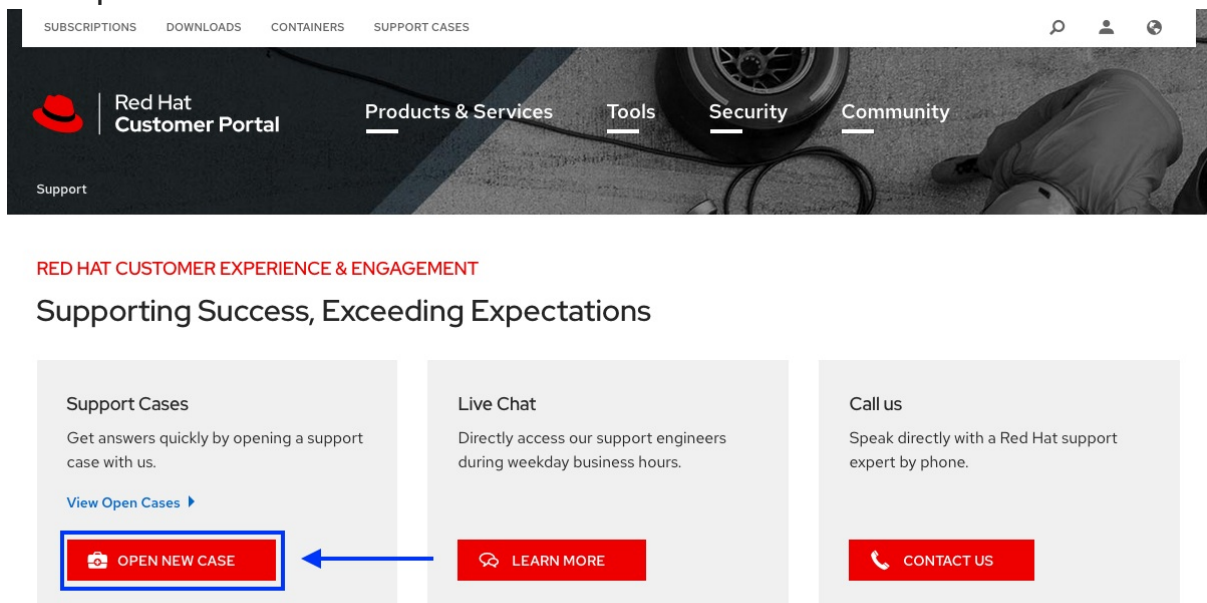 SUBSCRIPTIONS DOWNLOADS CONTAINERS SUPPORT CASES
Red Hat
Customer Portal
Products & Services Tools Security Community
Support
RED HAT CUSTOMER EXPERIENCE & ENGAGEMENT
Supporting Success, Exceeding Expectations
Support Cases
Get answers quickly by opening a support
case with us.
View Open Cases
OPEN NEW CASE
Live Chat
Directly access our support engineers
during weekday business hours.
LEARN MORE
Call us
Speak directly with a Red Hat support
expert by phone.
CONTACT US